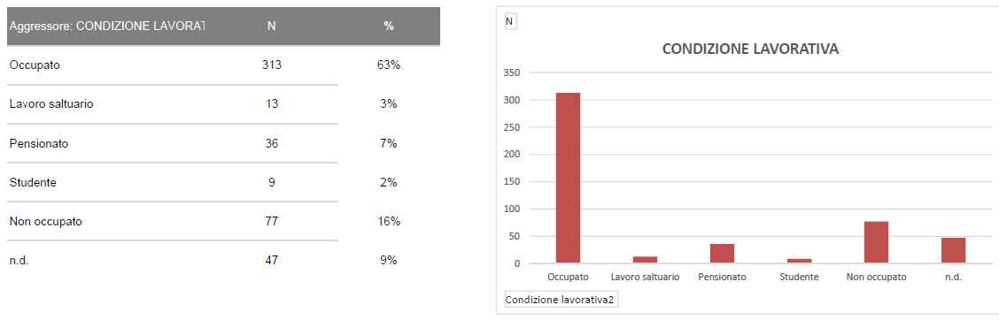 Aggressore: CONDIZIONE LAVORAT N %
Occupato 313 63%
Lavoro saltuario 13 3%
Pensionato 36 7%
Studente 9 2%
Non occupato 77 16%
n.d. 47 9%
N
CONDIZIONE LAVORATIVA
350
300
250
200
150
100
50
0
Occupato Lavoro saltuario Pensionato Studente Non occupato n.d.
Condizione lavorativa2